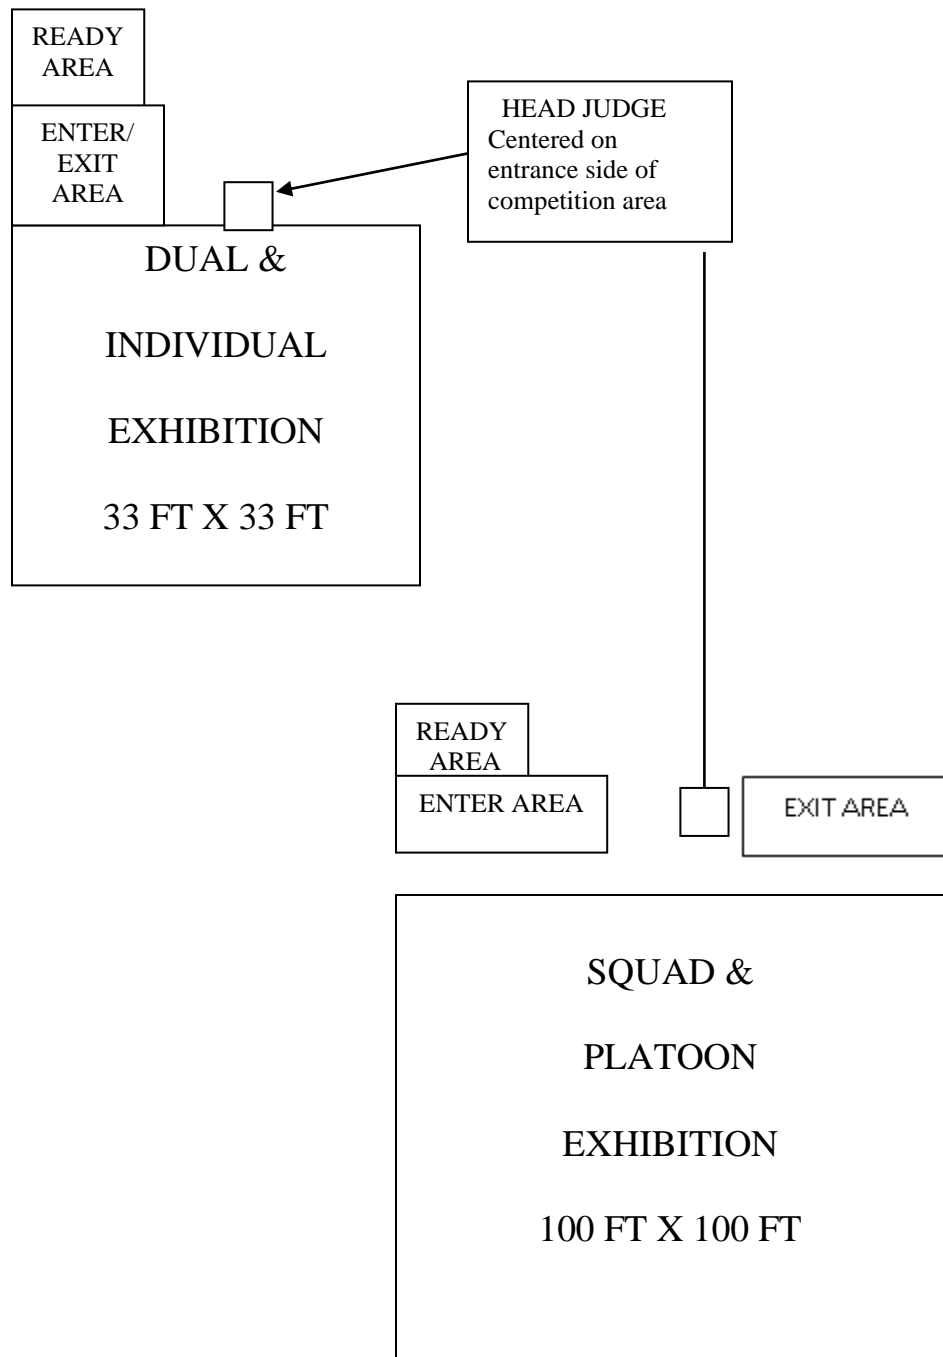 READY
AREA
ENTER/
EXIT
AREA
HEAD JUDGE
Centered on
entrance side of
competition area
DUAL &
INDIVIDUAL
EXHIBITION
33 FT X 33 FT
READY
AREA
ENTER AREA
EXIT AREA
SQUAD &
PLATOON
EXHIBITION
100 FT X 100 FT